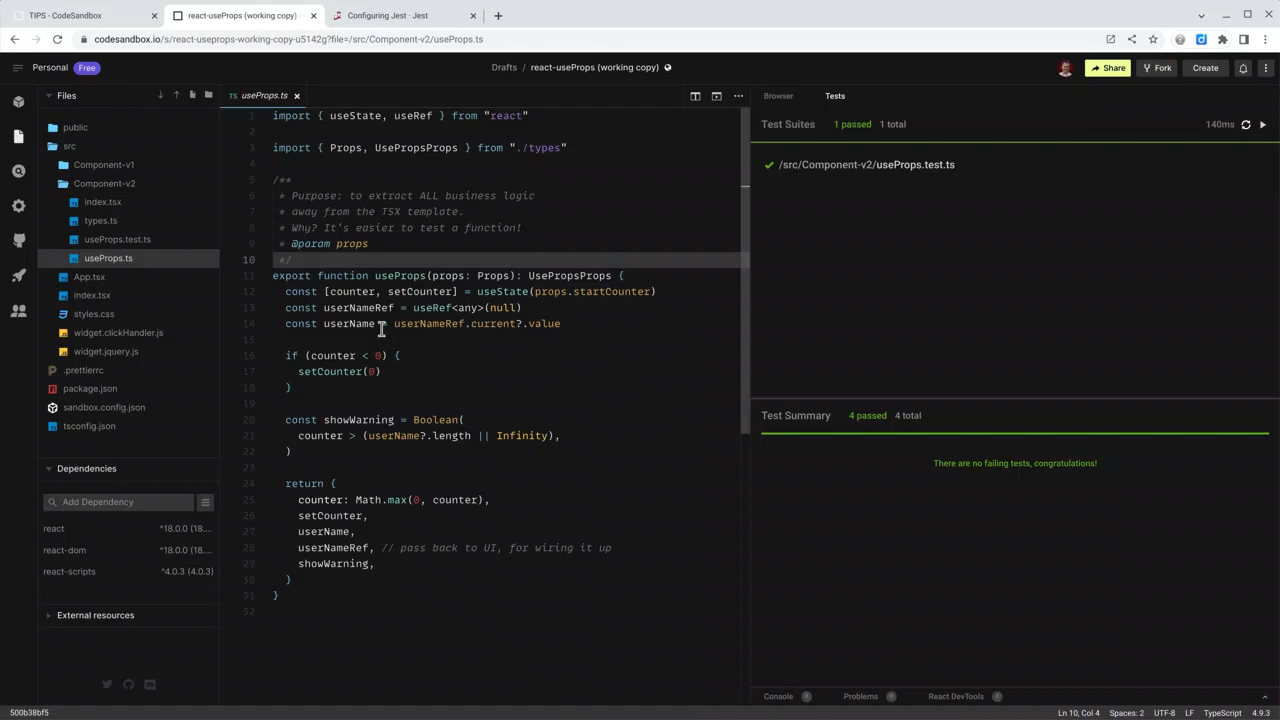 TIPS - CodeSandbox
react-useProps (working copy)
Configuring Jest · Jest
codesandbox.io/s/react-useprops-working-copy-u5142g?file=/src/Component-v2/useProps.ts
Personal Free
Drafts / react-useProps (working copy)
Share Fork Create
Files
public
src
Component-v1
Component-v2
index.tsx
types.ts
useProps.test.ts
useProps.ts
App.tsx
index.tsx
styles.css
widget.clickHandler.js
widget.jquery.js
.prettierrc
package.json
sandbox.config.json
tsconfig.json
Dependencies
Add Dependency
react ^18.0.0 (18....
react-dom ^18.0.0 (18....
react-scripts ^4.0.3 (4.0.3)
External resources
TS useProps.ts
1 import { useState, useRef } from "react"
2
3 import { Props, UsePropsProps } from "./types"
4
5 /**
6 * Purpose: to extract ALL business logic
7 * away from the TSX template.
8 * Why? It's easier to test a function!
9 * @param props
10 */
11 export function useProps(props: Props): UsePropsProps {
12 const [counter, setCounter] = useState(props.startCounter)
13 const userNameRef = useRef<any>(null)
14 const userName = userNameRef.current?.value
15
16 if (counter < 0) {
17 setCounter(0)
18 }
19
20 const showWarning = Boolean(
21 counter > (userName?.length || Infinity),
22 )
23
24 return {
25 counter: Math.max(0, counter),
26 setCounter,
27 userName,
28 userNameRef, // pass back to UI, for wiring it up
29 showWarning,
30 }
31 }
32
Browser Tests
Test Suites 1 passed 1 total 140ms
/src/Component-v2/useProps.test.ts
Test Summary 4 passed 4 total
There are no failing tests, congratulations!
Console Problems React DevTools
500b38bf5
Ln 10, Col 4 Spaces: 2 UTF-8 LF TypeScript 4.9.3